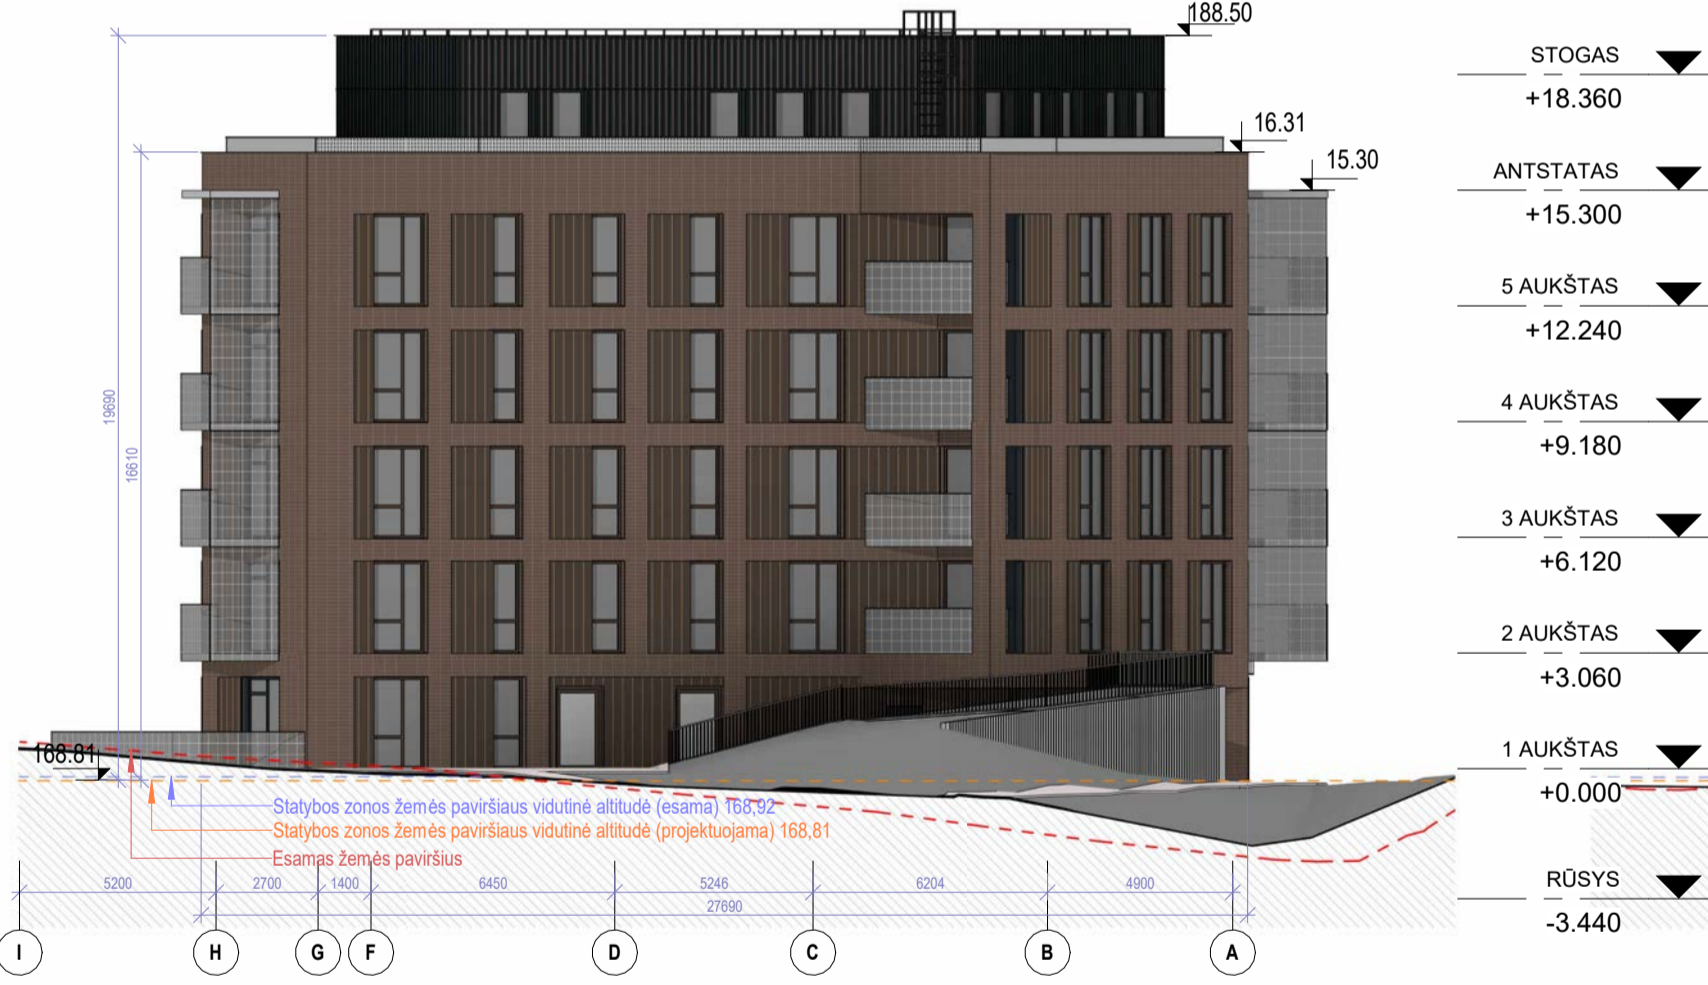 188.50
16.31
15.30
STOGAS
+18.360
ANTSTATAS
+15.300
5 AUKŠTAS
+12.240
4 AUKŠTAS
+9.180
3 AUKŠTAS
+6.120
2 AUKŠTAS
+3.060
1 AUKŠTAS
+0.000
RŪSYS
-3.440
19690
16610
168.81
Statybos zonos žemės paviršiaus vidutinė altitudė (esama) 168,92
Statybos zonos žemės paviršiaus vidutinė altitudė (projektuojama) 168,81
Esamas žemės paviršius
5200 2700 1400 6450 5246 6204 4900
27690
I H G F D C B A